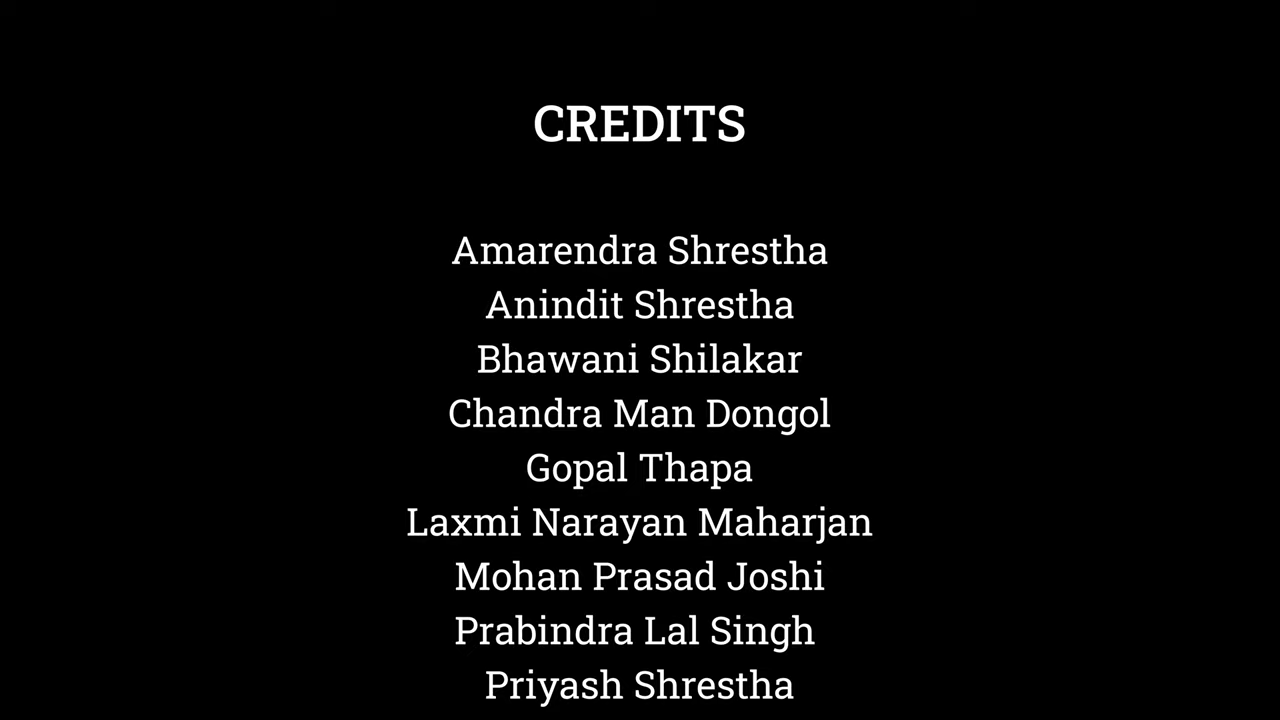 CREDITS
Amarendra Shrestha
Anindit Shrestha
Bhawani Shilakar
Chandra Man Dongol
Gopal Thapa
Laxmi Narayan Maharjan
Mohan Prasad Joshi
Prabindra Lal Singh
Priyash Shrestha